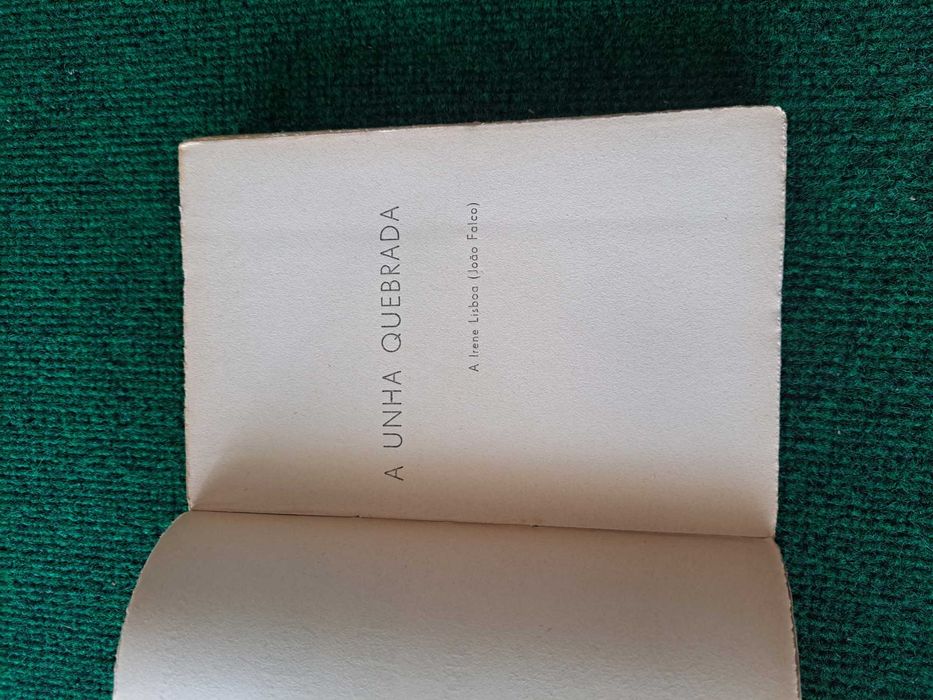 A UNHA QUEBRADA
A Irene Lisboa (João Falco)